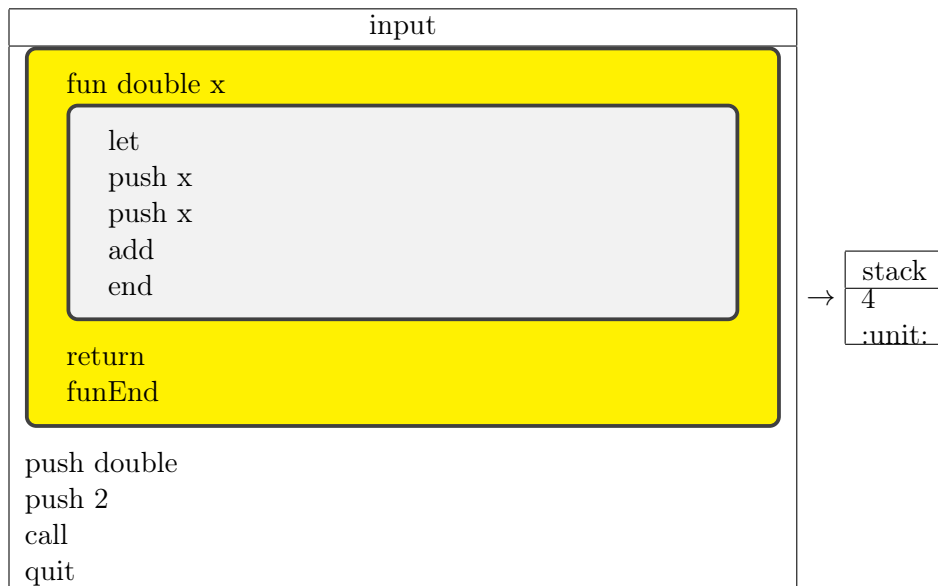 input
fun double x
let
push x
push x
add
end
return
funEnd
push double
push 2
call
quit
→
stack
4
:unit: